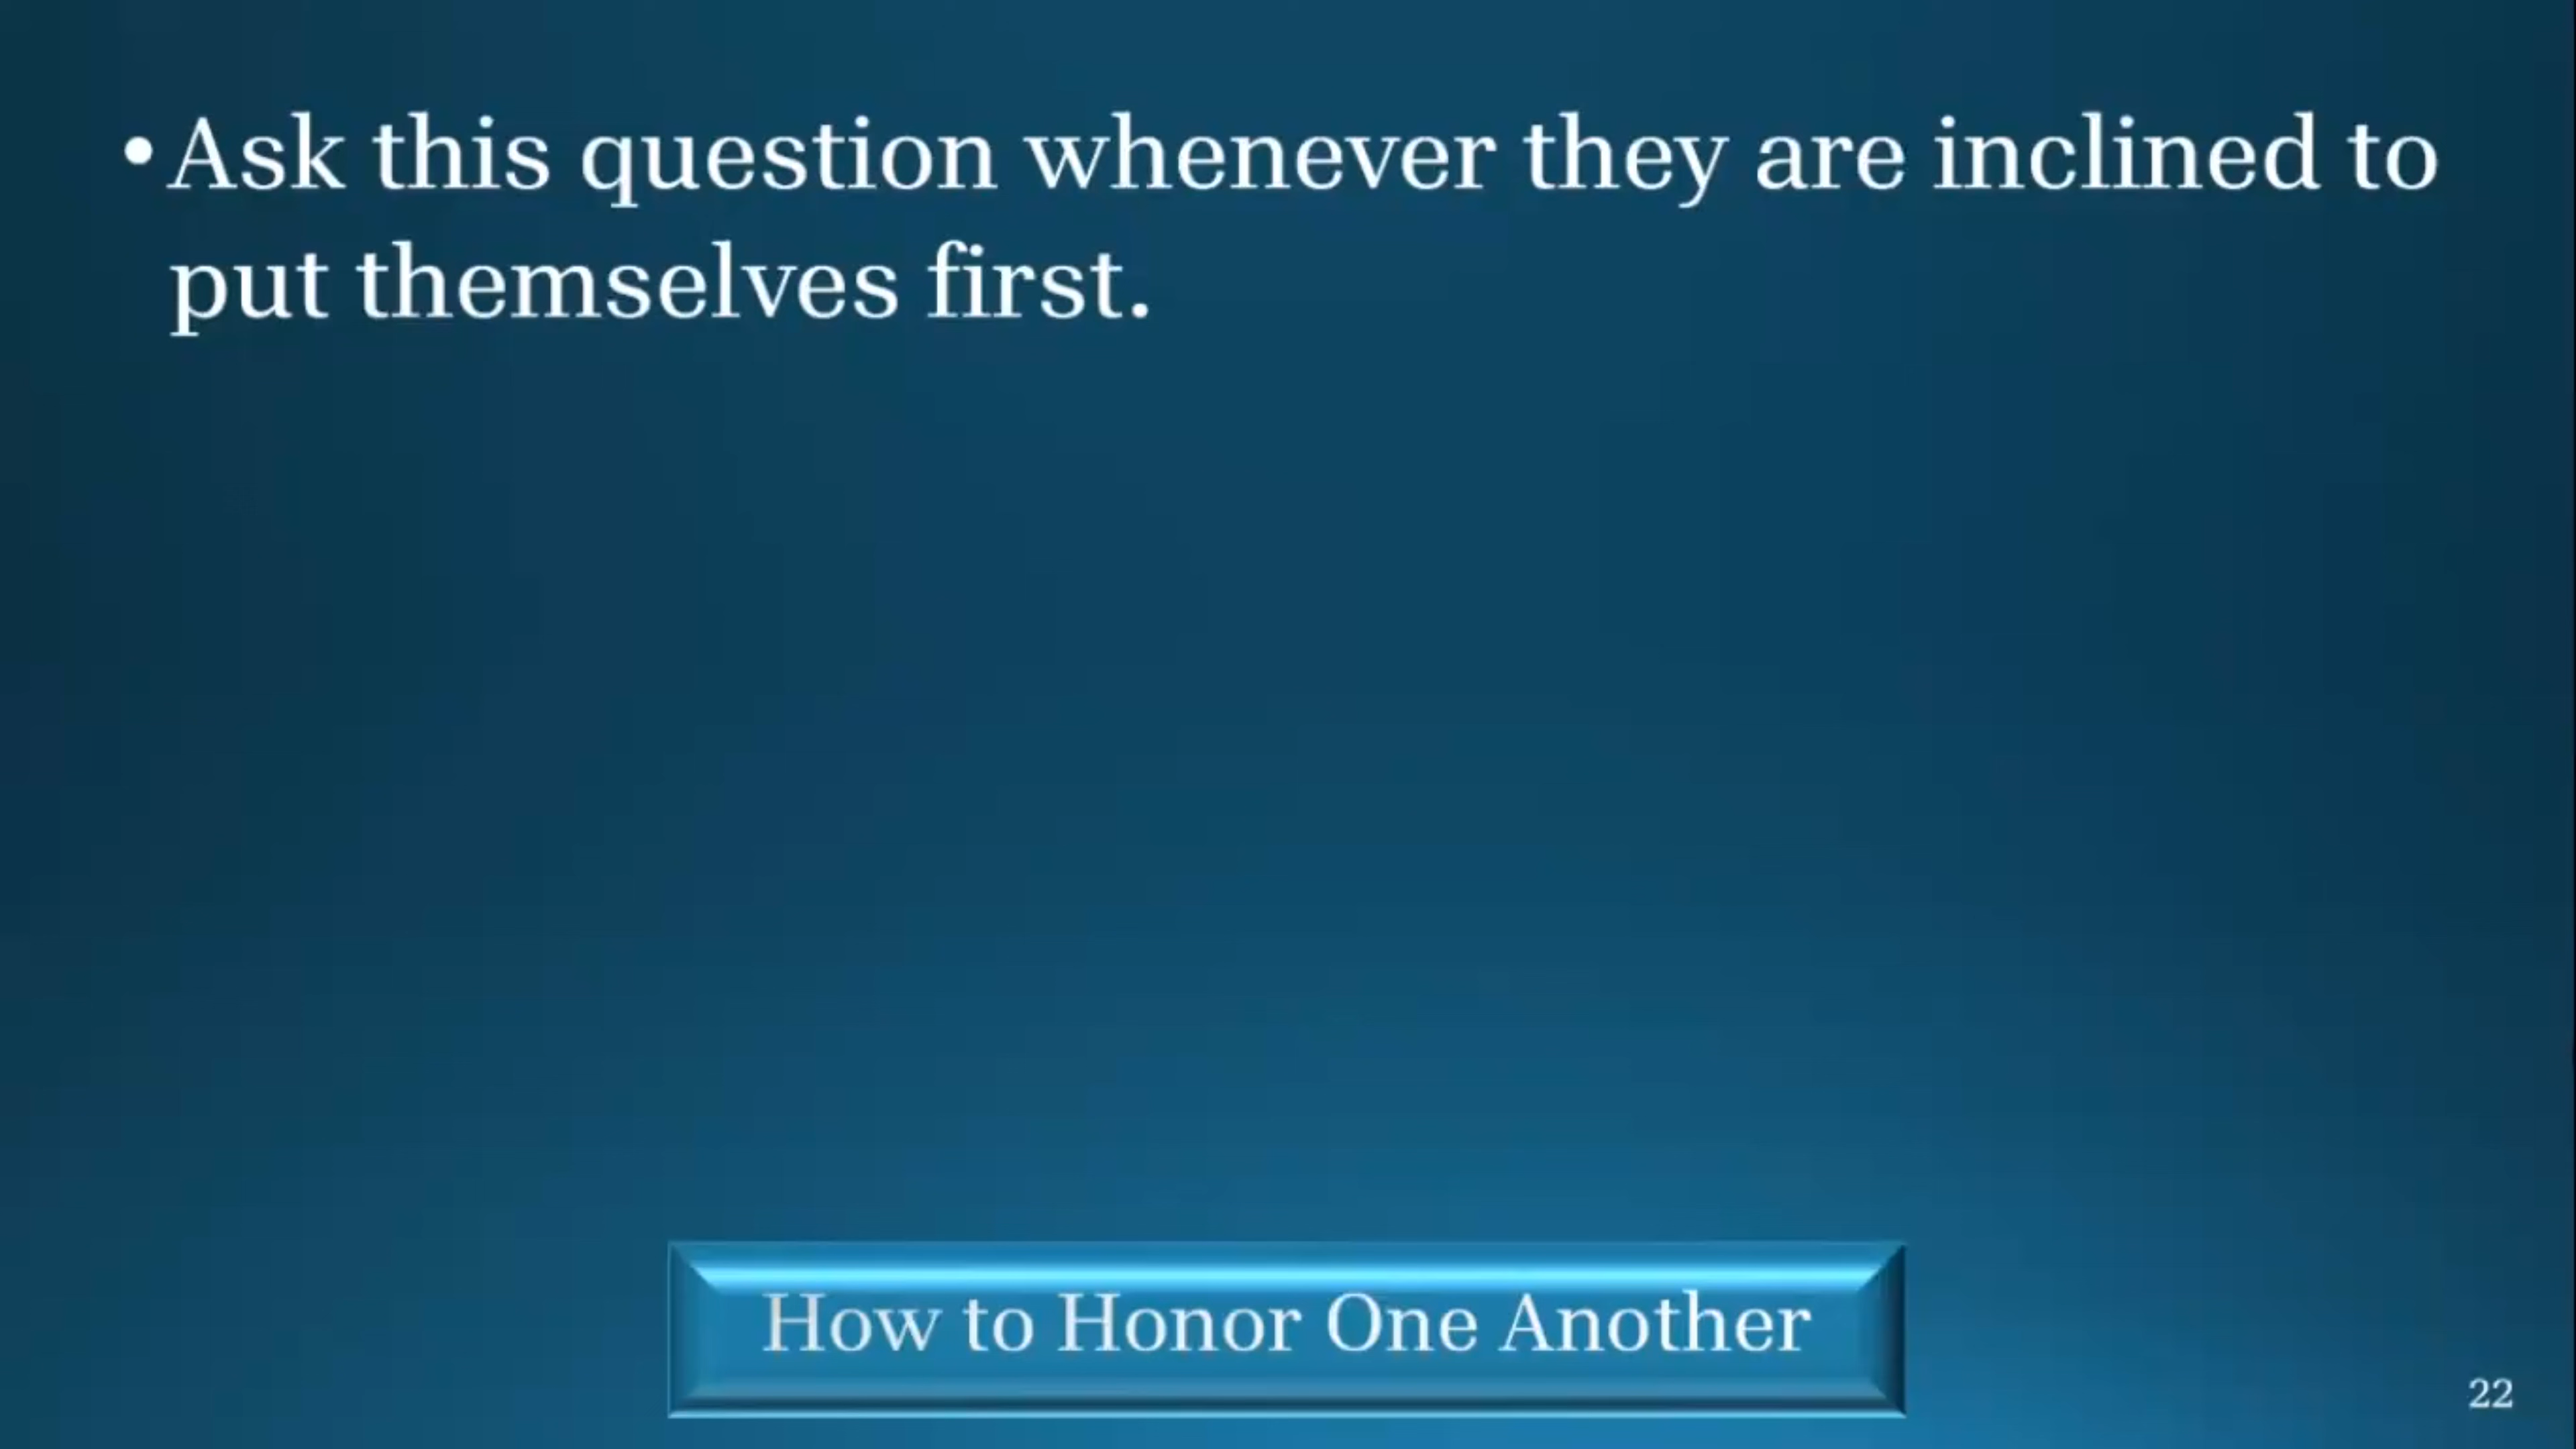 •Ask this question whenever they are inclined to
put themselves first.
How to Honor One Another
22